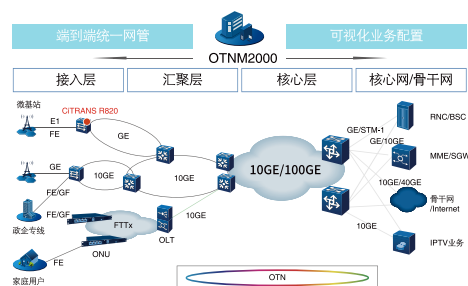 端到端统一网管
可视化业务配置
OTNM2000
接入层
汇聚层
核心层
核心网/骨干网
微基站
CiTRANS R820
E1
FE
GE
GE
10GE
FE/GF
政企专线
FE/GF
FTTx
10GE
10GE
OLT
ONU
FE
家庭用户
10GE/100GE
GE/STM-1
GE/10GE
10GE/40GE
10GE
RNC/BSC
MME/SGW
骨干网
/Internet
IPTV业务
OTN